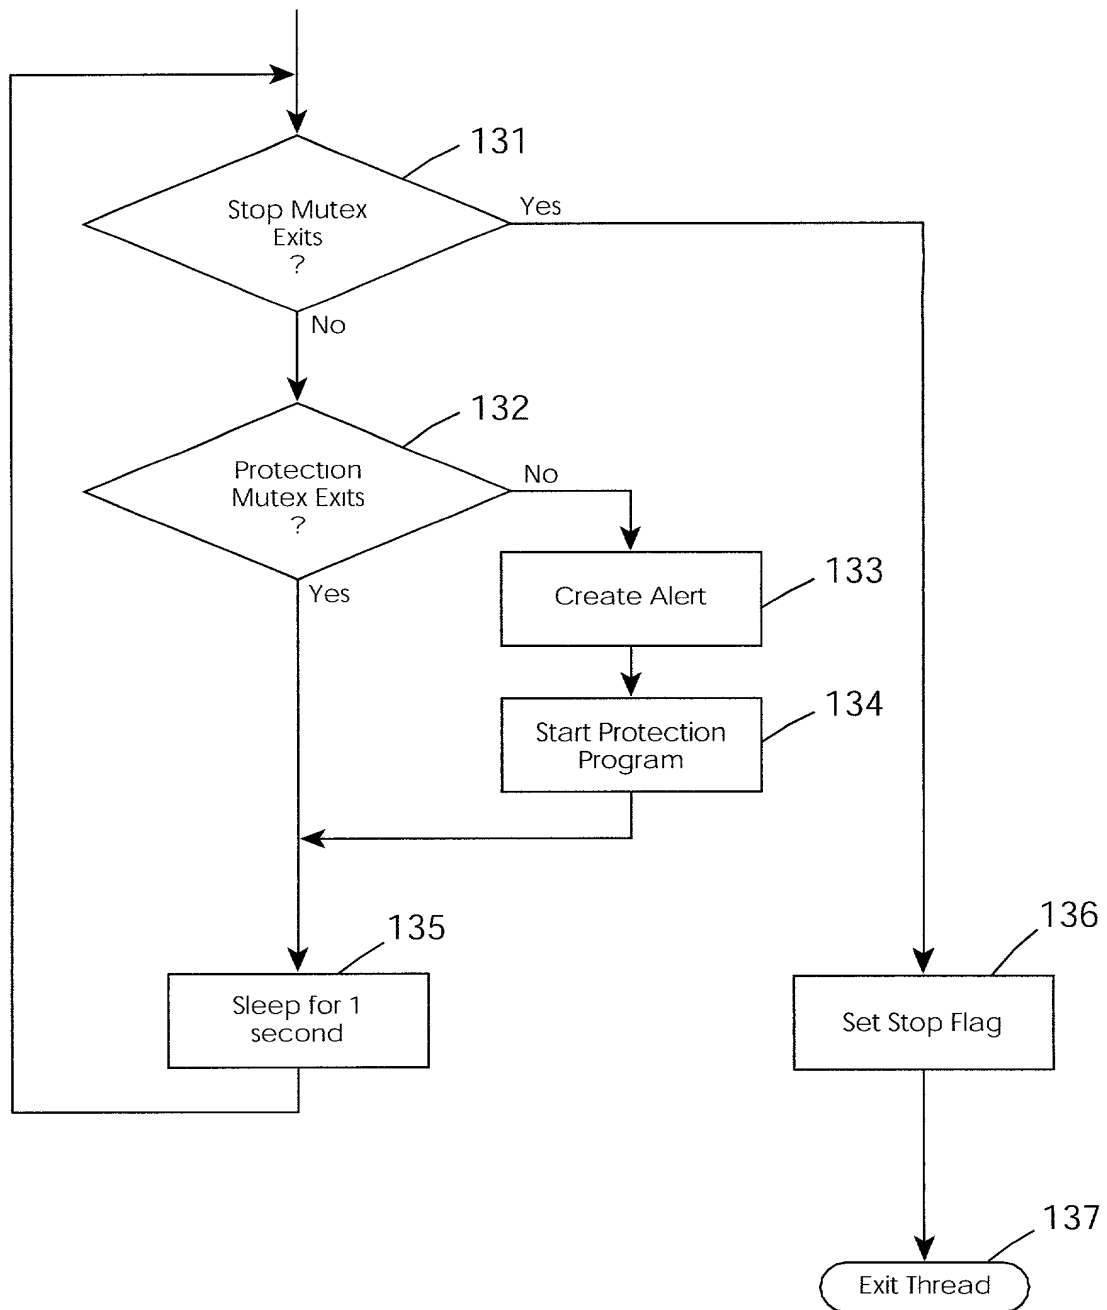 131
Stop Mutex
Exits
?
Yes
No
132
Protection
Mutex Exits
?
No
Yes
133
Create Alert
134
Start Protection
Program
135
Sleep for 1
second
136
Set Stop Flag
137
Exit Thread